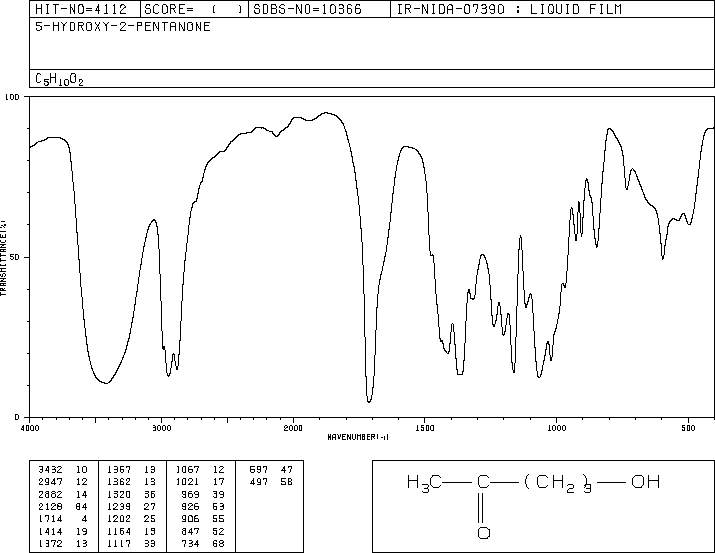 HIT-NO=4112 SCORE= ( ) SDBS-NO=10366 IR-NIDA-07390 : LIQUID FILM
5-HYDROXY-2-PENTANONE
C5H10O2
100
50
0
TRANSMITTANCE(%)
4000 3000 2000 1500 1000 500
WAVENUMBER(-1)
3432 10 1367 13 1067 12 597 47
2947 12 1362 13 1021 17 497 58
2882 14 1320 36 969 39
2128 84 1239 27 926 53
1714 4 1202 25 906 55
1414 19 1164 13 847 52
1372 13 1117 33 734 68
H3C C (CH2)3 OH
O